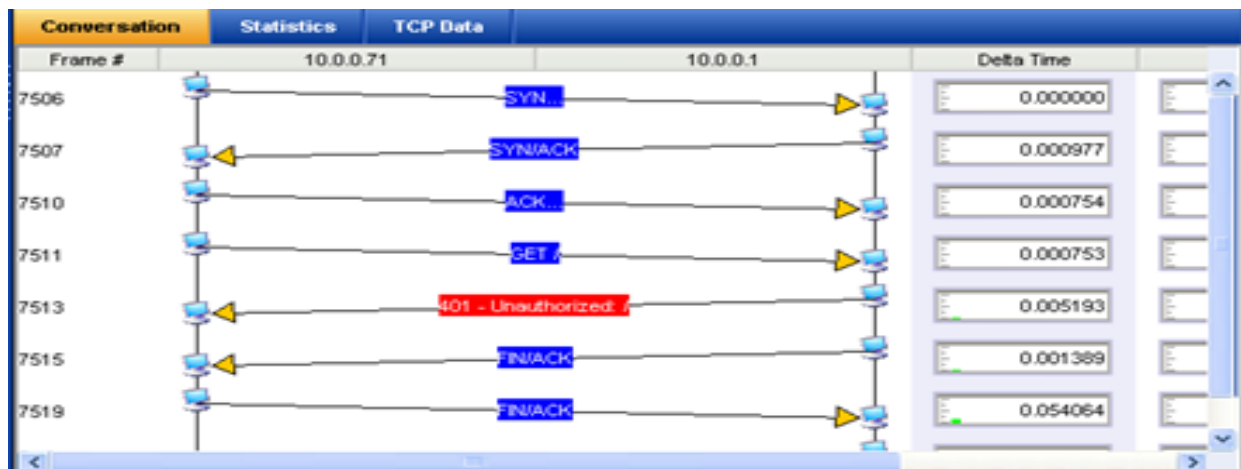 Conversation Statistics TCP Data
Frame # 10.0.0.71 10.0.0.1 Delta Time
7506 SYN... 0.000000
7507 SYN/ACK 0.000977
7510 ACK... 0.000754
7511 GET / 0.000753
7513 401 - Unauthorized: / 0.005193
7515 FIN/ACK 0.001389
7519 FIN/ACK 0.054064